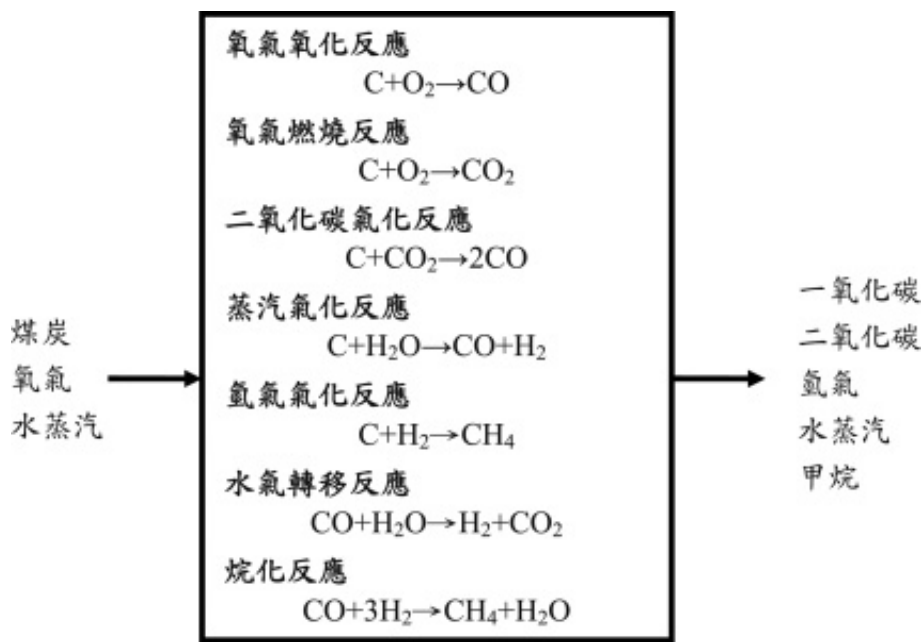 煤炭
氧氣
水蒸汽
氧氣氧化反應
C+O₂→CO
氧氣燃燒反應
C+O₂→CO₂
二氧化碳氣化反應
C+CO₂→2CO
蒸汽氣化反應
C+H₂O→CO+H₂
氫氣氣化反應
C+H₂→CH₄
水氣轉移反應
CO+H₂O→H₂+CO₂
烷化反應
CO+3H₂→CH₄+H₂O
一氧化碳
二氧化碳
氫氣
水蒸汽
甲烷